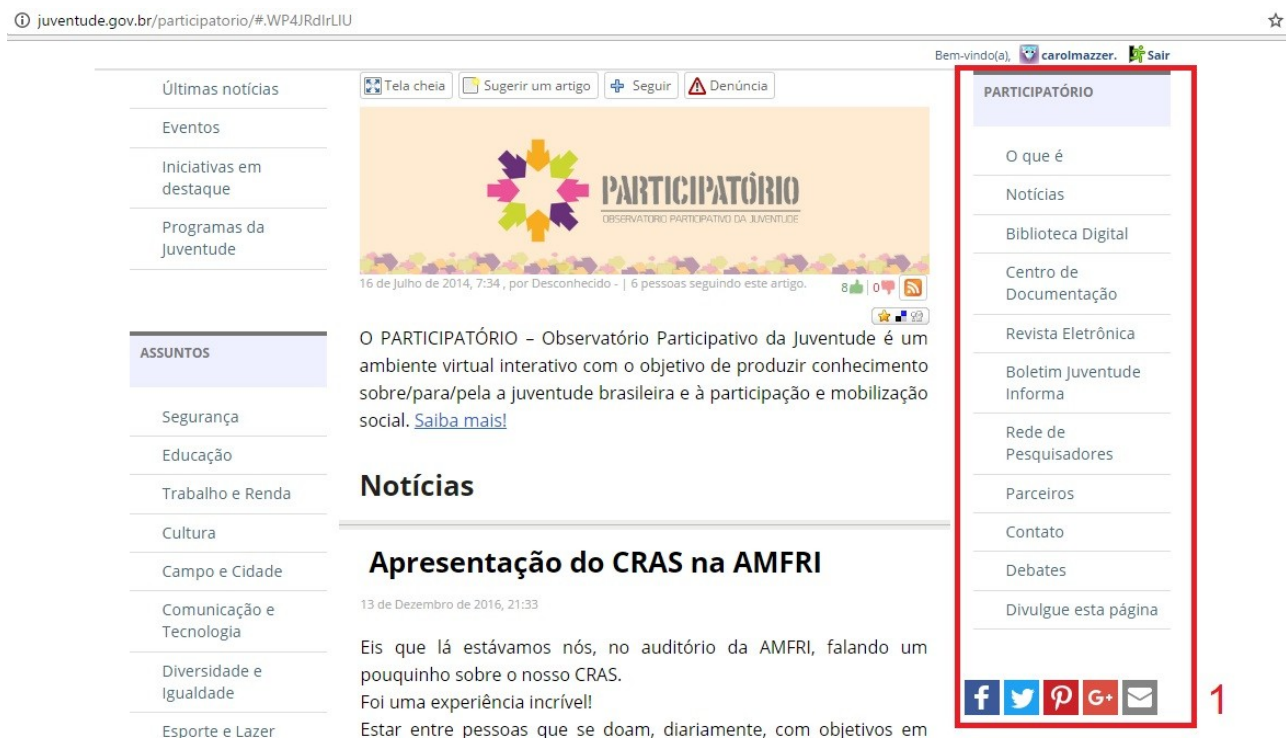 juventude.gov.br/participatorio/#.WP4JRdIrLIU
Bem-vindo(a), carolmazzer. Sair
Últimas notícias
Eventos
Iniciativas em
destaque
Programas da
Juventude
ASSUNTOS
Segurança
Educação
Trabalho e Renda
Cultura
Campo e Cidade
Comunicação e
Tecnologia
Diversidade e
Igualdade
Esporte e Lazer
Tela cheia Sugerir um artigo Seguir Denúncia
PARTICIPATÓRIO
OBSERVATÓRIO PARTICIPATIVO DA JUVENTUDE
16 de Julho de 2014, 7:34 , por Desconhecido - | 6 pessoas seguindo este artigo. 8 | 0
O PARTICIPATÓRIO – Observatório Participativo da Juventude é um
ambiente virtual interativo com o objetivo de produzir conhecimento
sobre/para/pela a juventude brasileira e à participação e mobilização
social. Saiba mais!
Notícias
Apresentação do CRAS na AMFRI
13 de Dezembro de 2016, 21:33
Eis que lá estávamos nós, no auditório da AMFRI, falando um
pouquinho sobre o nosso CRAS.
Foi uma experiência incrível!
Estar entre pessoas que se doam, diariamente, com objetivos em
PARTICIPATÓRIO
O que é
Notícias
Biblioteca Digital
Centro de
Documentação
Revista Eletrônica
Boletim Juventude
Informa
Rede de
Pesquisadores
Parceiros
Contato
Debates
Divulgue esta página
f G+
1